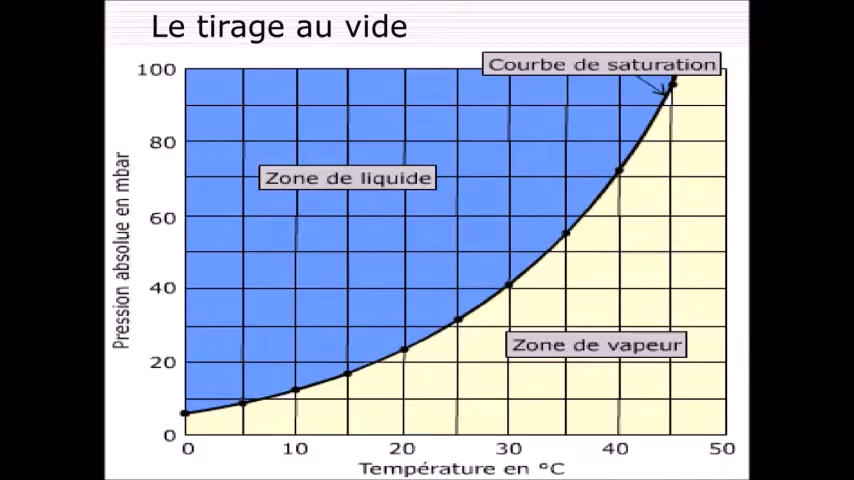 Le tirage au vide
Courbe de saturation
100
80
60
40
20
0
Pression absolue en mbar
Zone de liquide
Zone de vapeur
0 10 20 30 40 50
Température en °C